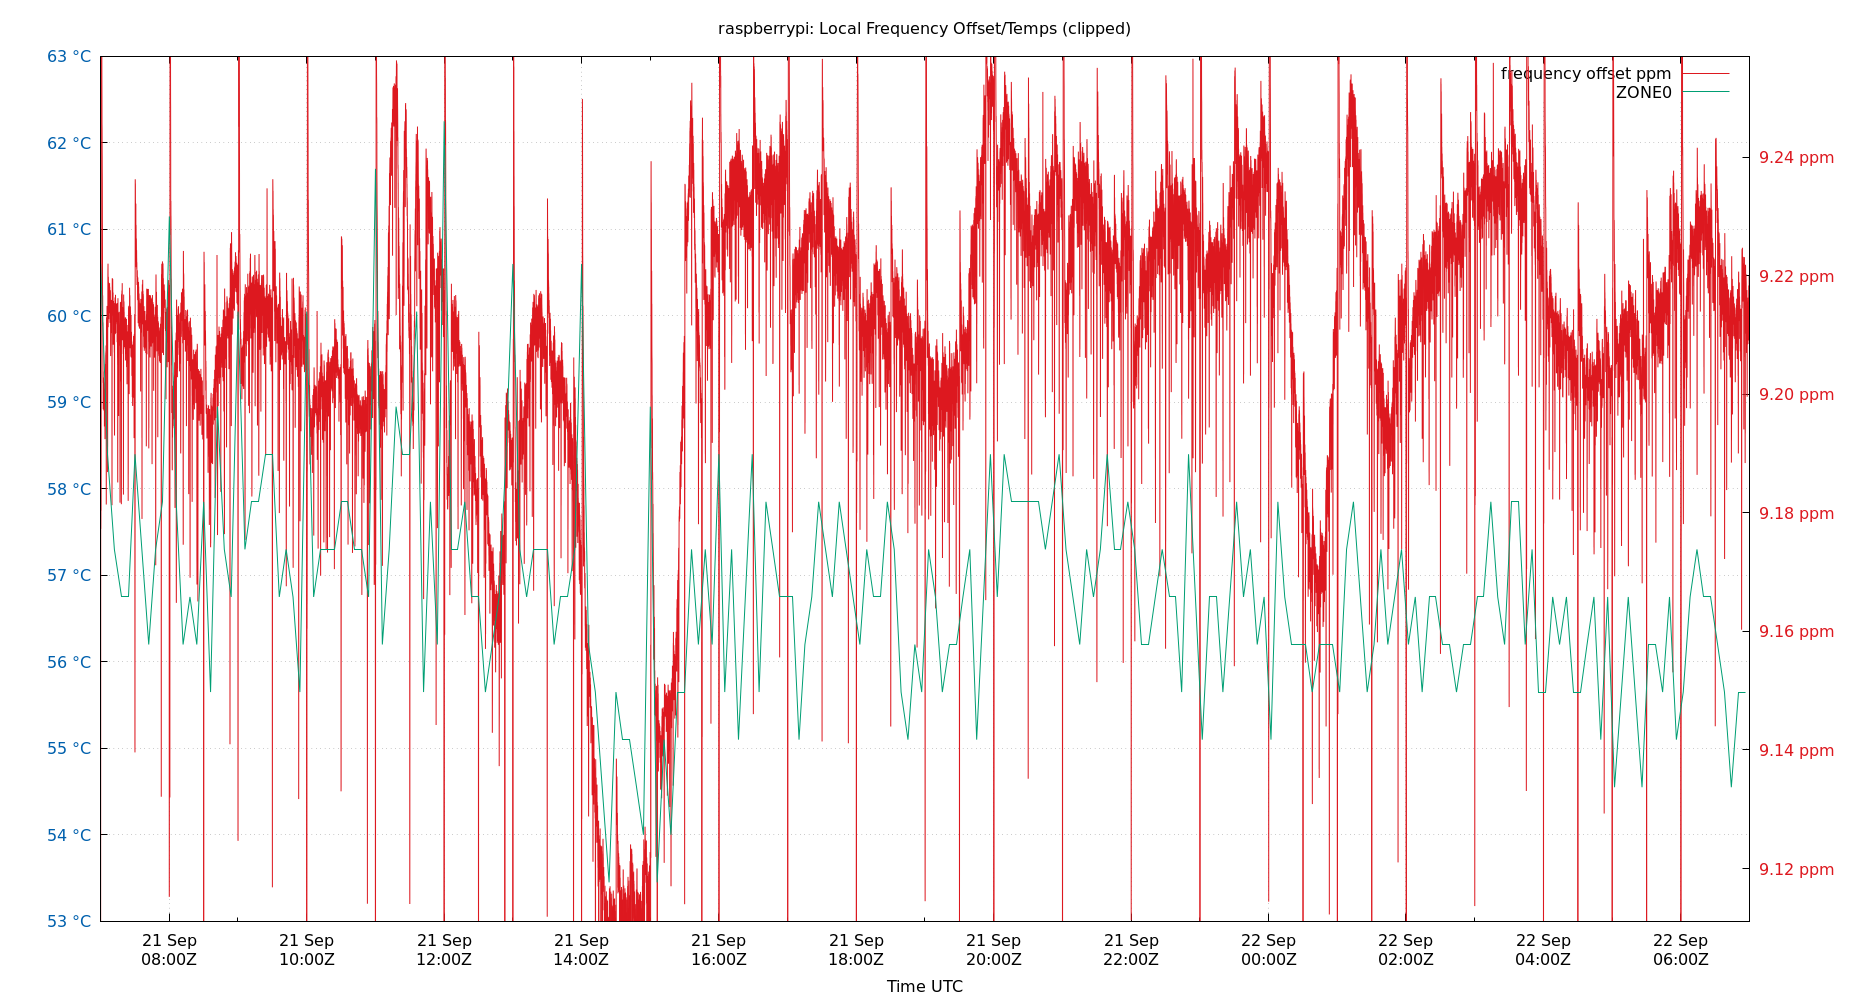 raspberrypi: Local Frequency Offset/Temps (clipped)
frequency offset ppm
ZONE0
63 °C
62 °C
61 °C
60 °C
59 °C
58 °C
57 °C
56 °C
55 °C
54 °C
53 °C
9.24 ppm
9.22 ppm
9.20 ppm
9.18 ppm
9.16 ppm
9.14 ppm
9.12 ppm
21 Sep
08:00Z
21 Sep
10:00Z
21 Sep
12:00Z
21 Sep
14:00Z
21 Sep
16:00Z
21 Sep
18:00Z
21 Sep
20:00Z
21 Sep
22:00Z
22 Sep
00:00Z
22 Sep
02:00Z
22 Sep
04:00Z
22 Sep
06:00Z
Time UTC